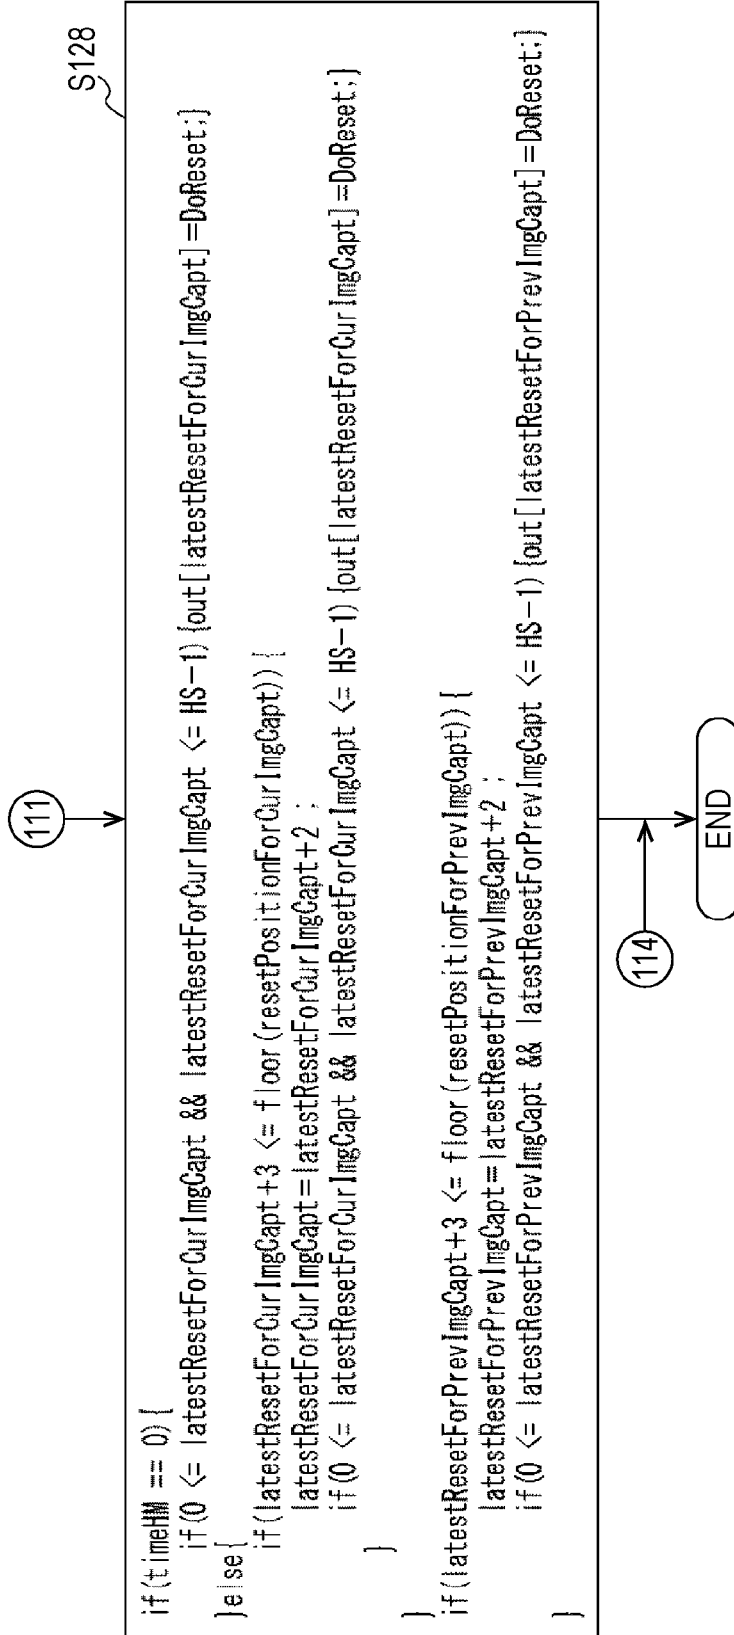 111
S128
if(timeHM == 0) {
if(0 <= latestResetForCurImgCapt && latestResetForCurImgCapt <= HS-1) {out[latestResetForCurImgCapt]=DoReset;}
}else{
if(latestResetForCurImgCapt+3 <= floor(resetPositionForCurImgCapt)) {
latestResetForCurImgCapt=latestResetForCurImgCapt+2 ;
if(0 <= latestResetForCurImgCapt && latestResetForCurImgCapt <= HS-1) {out[latestResetForCurImgCapt]=DoReset;}
}
}
if(latestResetForPrevImgCapt+3 <= floor(resetPositionForPrevImgCapt)) {
latestResetForPrevImgCapt=latestResetForPrevImgCapt+2 ;
if(0 <= latestResetForPrevImgCapt && latestResetForPrevImgCapt <= HS-1) {out[latestResetForPrevImgCapt]=DoReset;}
}
114
END